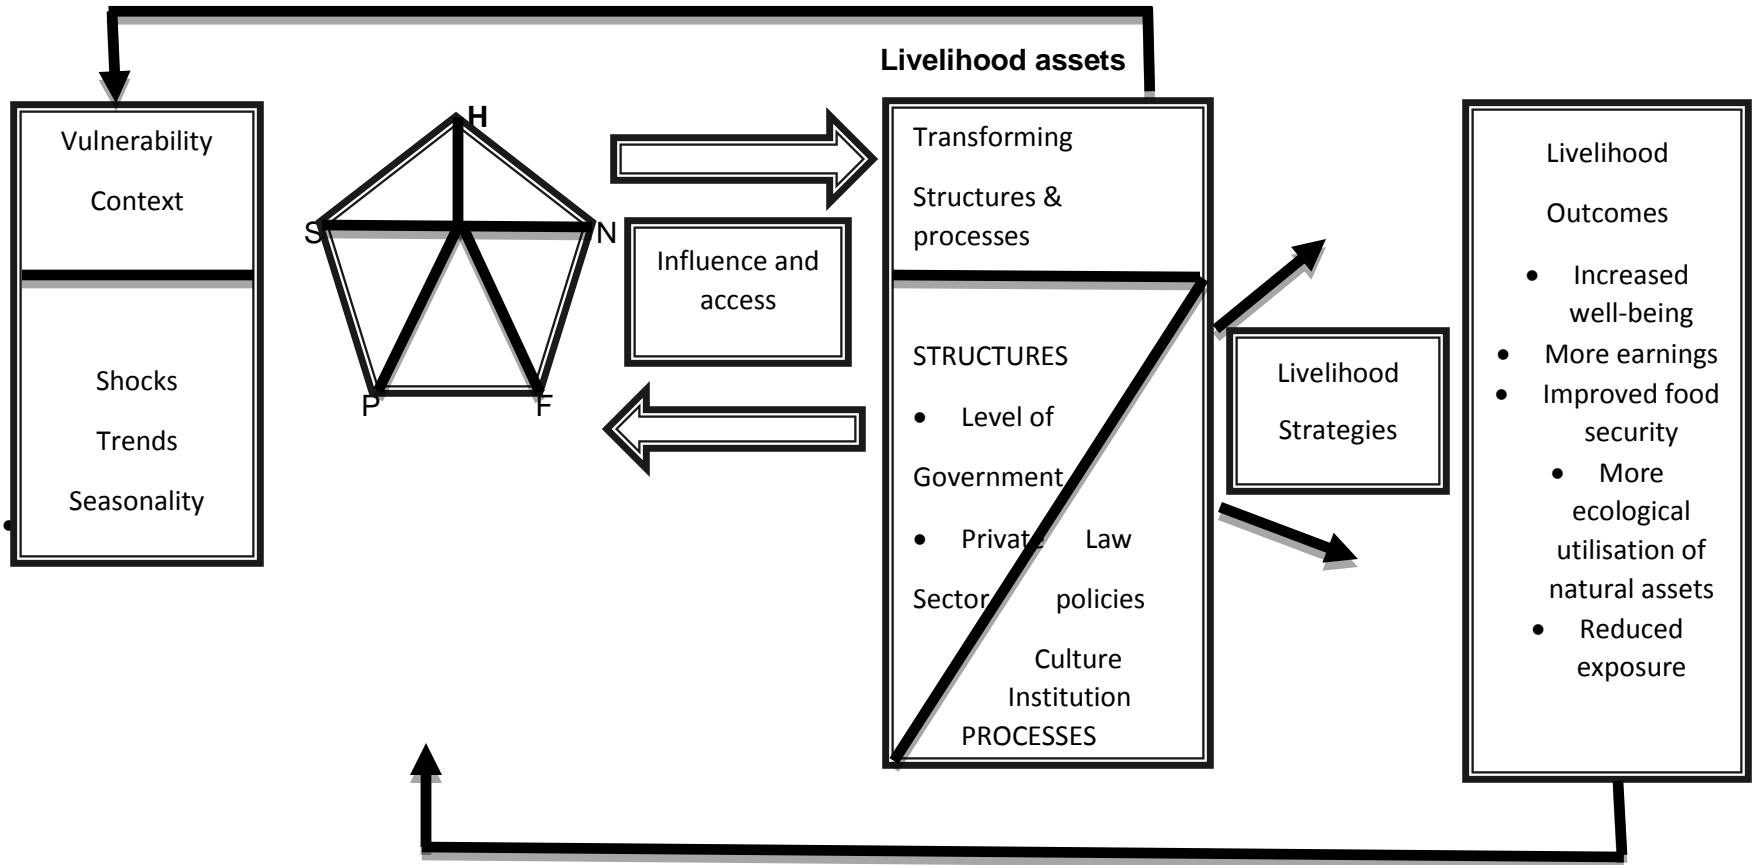 Livelihood assets
Vulnerability
Context
Shocks
Trends
Seasonality
•
H
S
N
P
F
Influence and
access
Transforming
Structures &
processes
STRUCTURES
• Level of
Government
• Private Law
Sector policies
Culture
Institution
PROCESSES
Livelihood
Strategies
Livelihood
Outcomes
• Increased
well-being
• More earnings
• Improved food
security
• More
ecological
utilisation of
natural assets
• Reduced
exposure